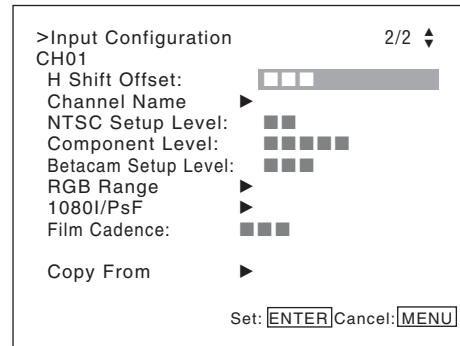 >Input Configuration 2/2
CH01
H Shift Offset: ■■■
Channel Name ►
NTSC Setup Level: ■■
Component Level: ■■■■■
Betacam Setup Level: ■■■
RGB Range ►
1080I/PsF ►
Film Cadence: ■■■
Copy From ►
Set: ENTER Cancel: MENU